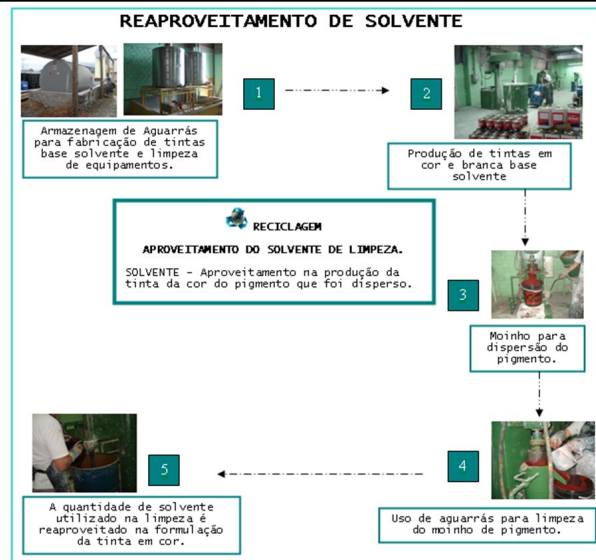 REAPROVEITAMENTO DE SOLVENTE
1
2
Armazenagem de Aguarrás
para fabricação de tintas
base solvente e limpeza
de equipamentos.
Produção de tintas em
cor e branca base
solvente
RECICLAGEM
APROVEITAMENTO DO SOLVENTE DE LIMPEZA.
SOLVENTE - Aproveitamento na produção da
tinta da cor do pigmento que foi disperso.
3
Moinho para
dispersão do
pigmento.
4
Uso de aguarrás para limpeza
do moinho de pigmento.
5
A quantidade de solvente
utilizado na limpeza é
reaproveitado na formulação
da tinta em cor.